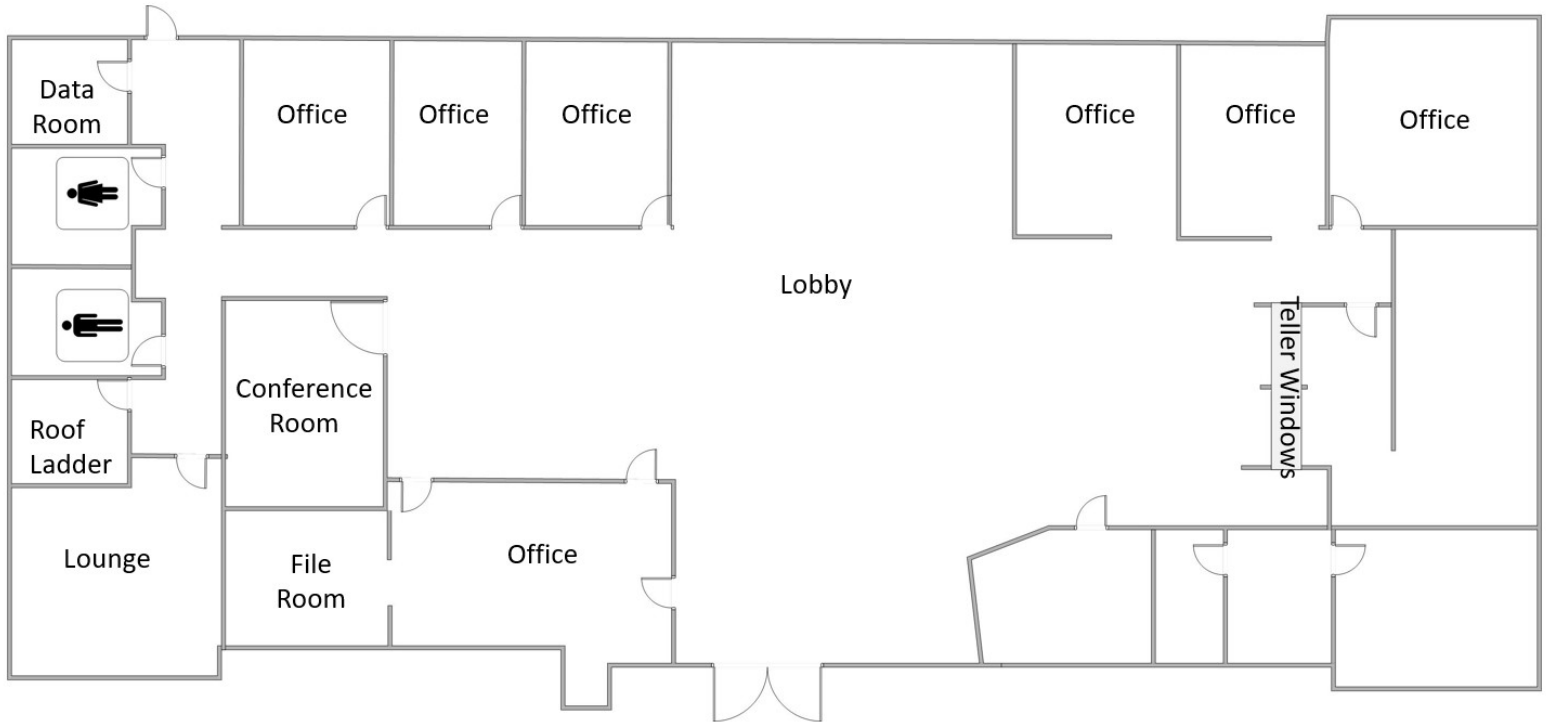 Data
Room
Office
Office
Office
Office
Office
Office
Lobby
Teller Windows
Conference
Room
Roof
Ladder
Lounge
File
Room
Office